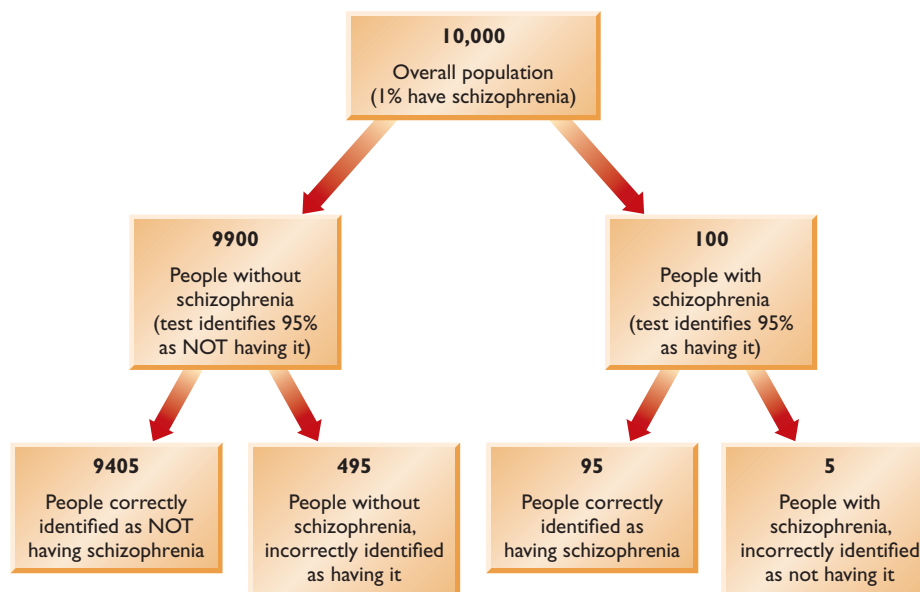 10,000
Overall population
(1% have schizophrenia)
9900
People without
schizophrenia
(test identifies 95%
as NOT having it)
100
People with
schizophrenia
(test identifies 95%
as having it)
9405
People correctly
identified as NOT
having schizophrenia
495
People without
schizophrenia,
incorrectly identified
as having it
95
People correctly
identified as
having schizophrenia
5
People with
schizophrenia,
incorrectly identified
as not having it